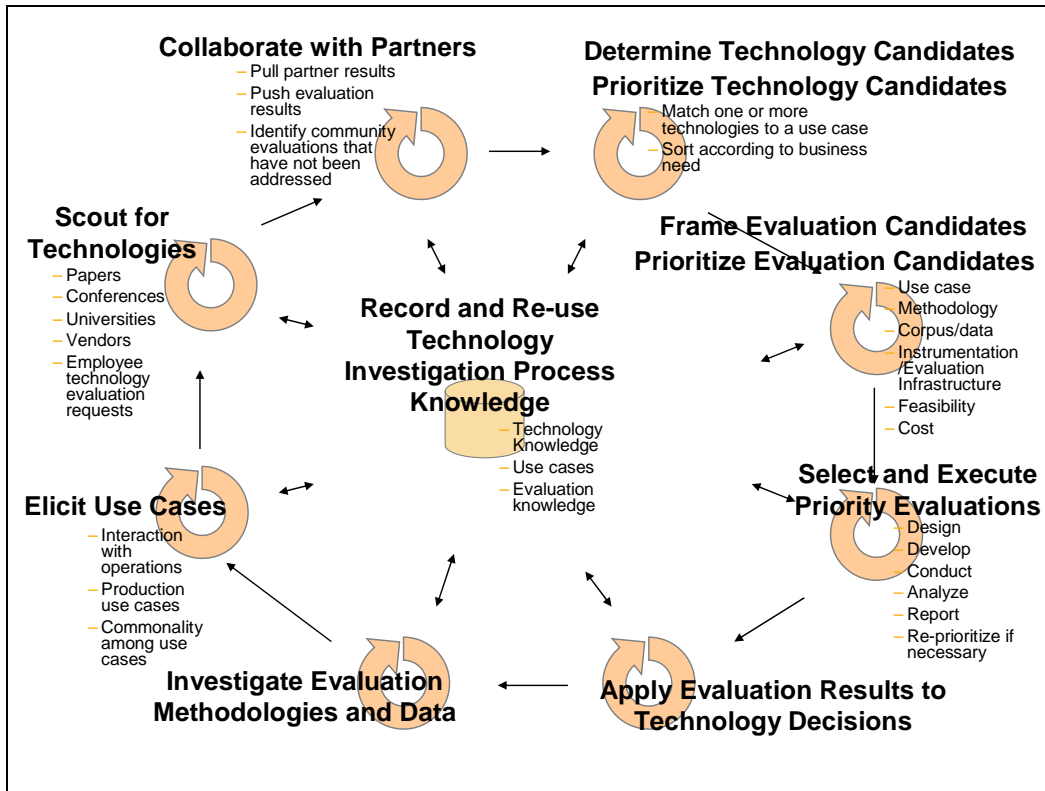 Collaborate with Partners
– Pull partner results
– Push evaluation
results
– Identify community
evaluations that
have not been
addressed
Determine Technology Candidates
Prioritize Technology Candidates
– Match one or more
technologies to a use case
– Sort according to business
need
Scout for
Technologies
– Papers
– Conferences
– Universities
– Vendors
– Employee
technology
evaluation
requests
Frame Evaluation Candidates
Prioritize Evaluation Candidates
– Use case
– Methodology
– Corpus/data
– Instrumentation
/Evaluation
Infrastructure
– Feasibility
– Cost
Record and Re-use
Technology
Investigation Process
Knowledge
– Technology
Knowledge
– Use cases
– Evaluation
knowledge
Elicit Use Cases
– Interaction
with
operations
– Production
use cases
– Commonality
among use
cases
Select and Execute
Priority Evaluations
– Design
– Develop
– Conduct
– Analyze
– Report
– Re-prioritize if
necessary
Investigate Evaluation
Methodologies and Data
Apply Evaluation Results to
Technology Decisions